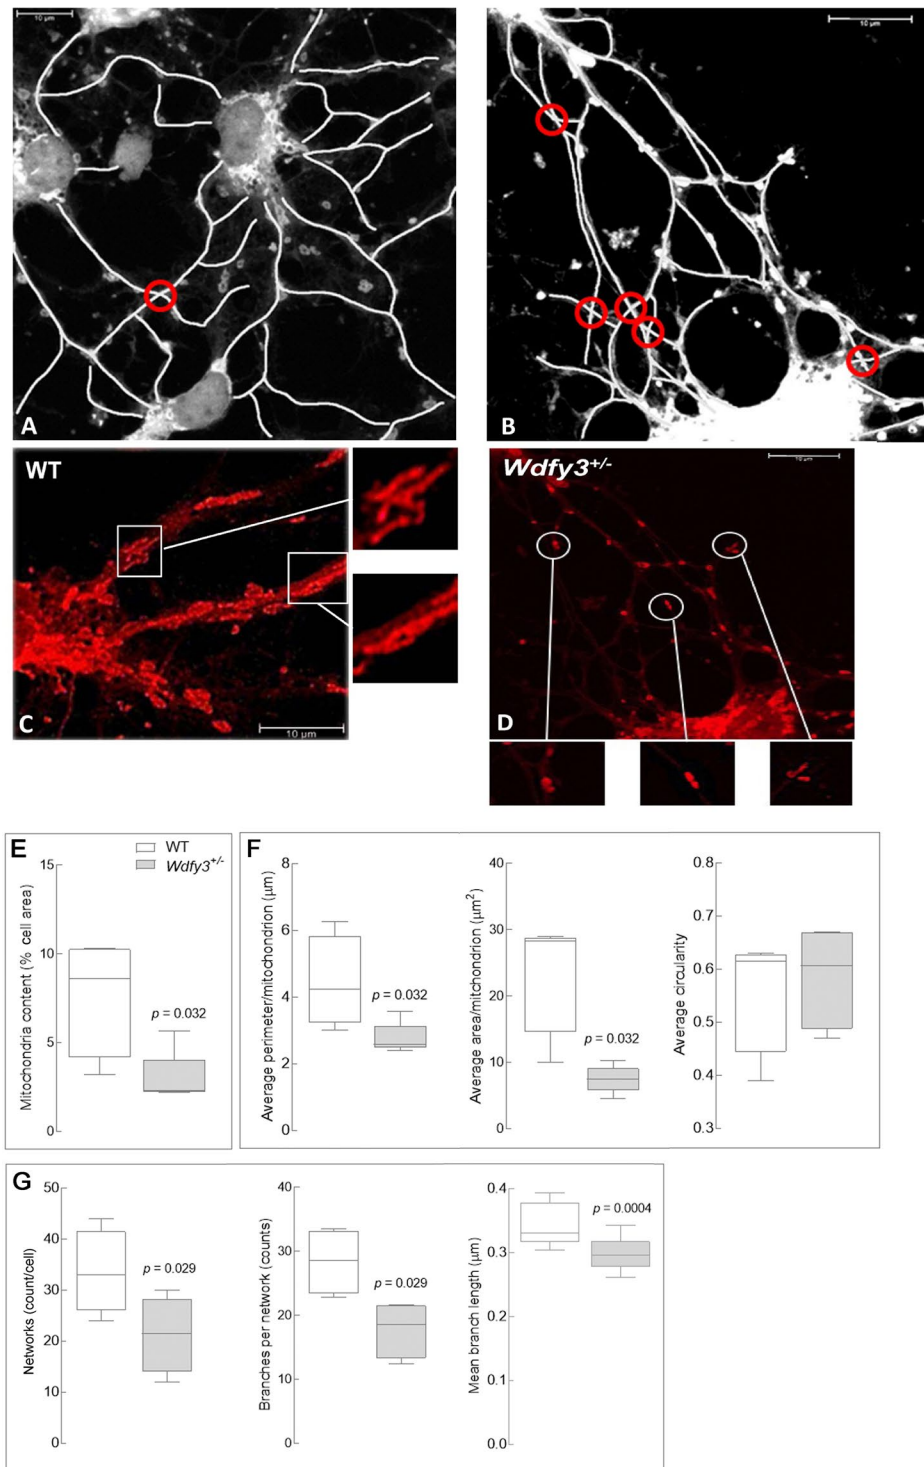 10 µm
10 µm
A
B
WT
Wdfy3+/-
10 µm
10 µm
C
D
E
WT
Wdfy3+/-
Mitochondria content (% cell area)
15
10
5
0
p = 0.032
F
Average perimeter/mitochondrion (µm)
8
6
4
2
0
p = 0.032
Average area/mitchondrion (µm2)
40
30
20
10
0
p = 0.032
Average circularity
0.8
0.7
0.6
0.5
0.4
0.3
G
Networks (count/cell)
50
40
30
20
10
0
p = 0.029
Branches per network (counts)
40
30
20
10
0
p = 0.029
Mean branch length (µm)
0.4
0.3
0.2
0.1
0.0
p = 0.0004